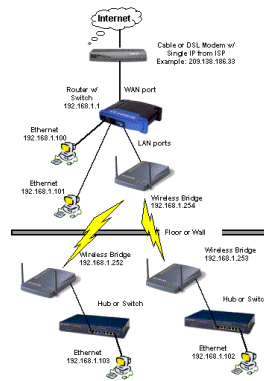 Internet
Cable or DSL Modem w/
Single IP from ISP
Example: 209.138.186.33
Router w/
Switch
192.168.1.1
WAN port
Ethernet
192.168.1.100
LAN ports
Ethernet
192.168.1.101
Wireless Bridge
192.168.1.254
Floor or Wall
Wireless Bridge
192.168.1.252
Wireless Bridge
192.168.1.253
Hub or Switch
Hub or Switc
Ethernet
192.168.1.103
Ethernet
192.168.1.102